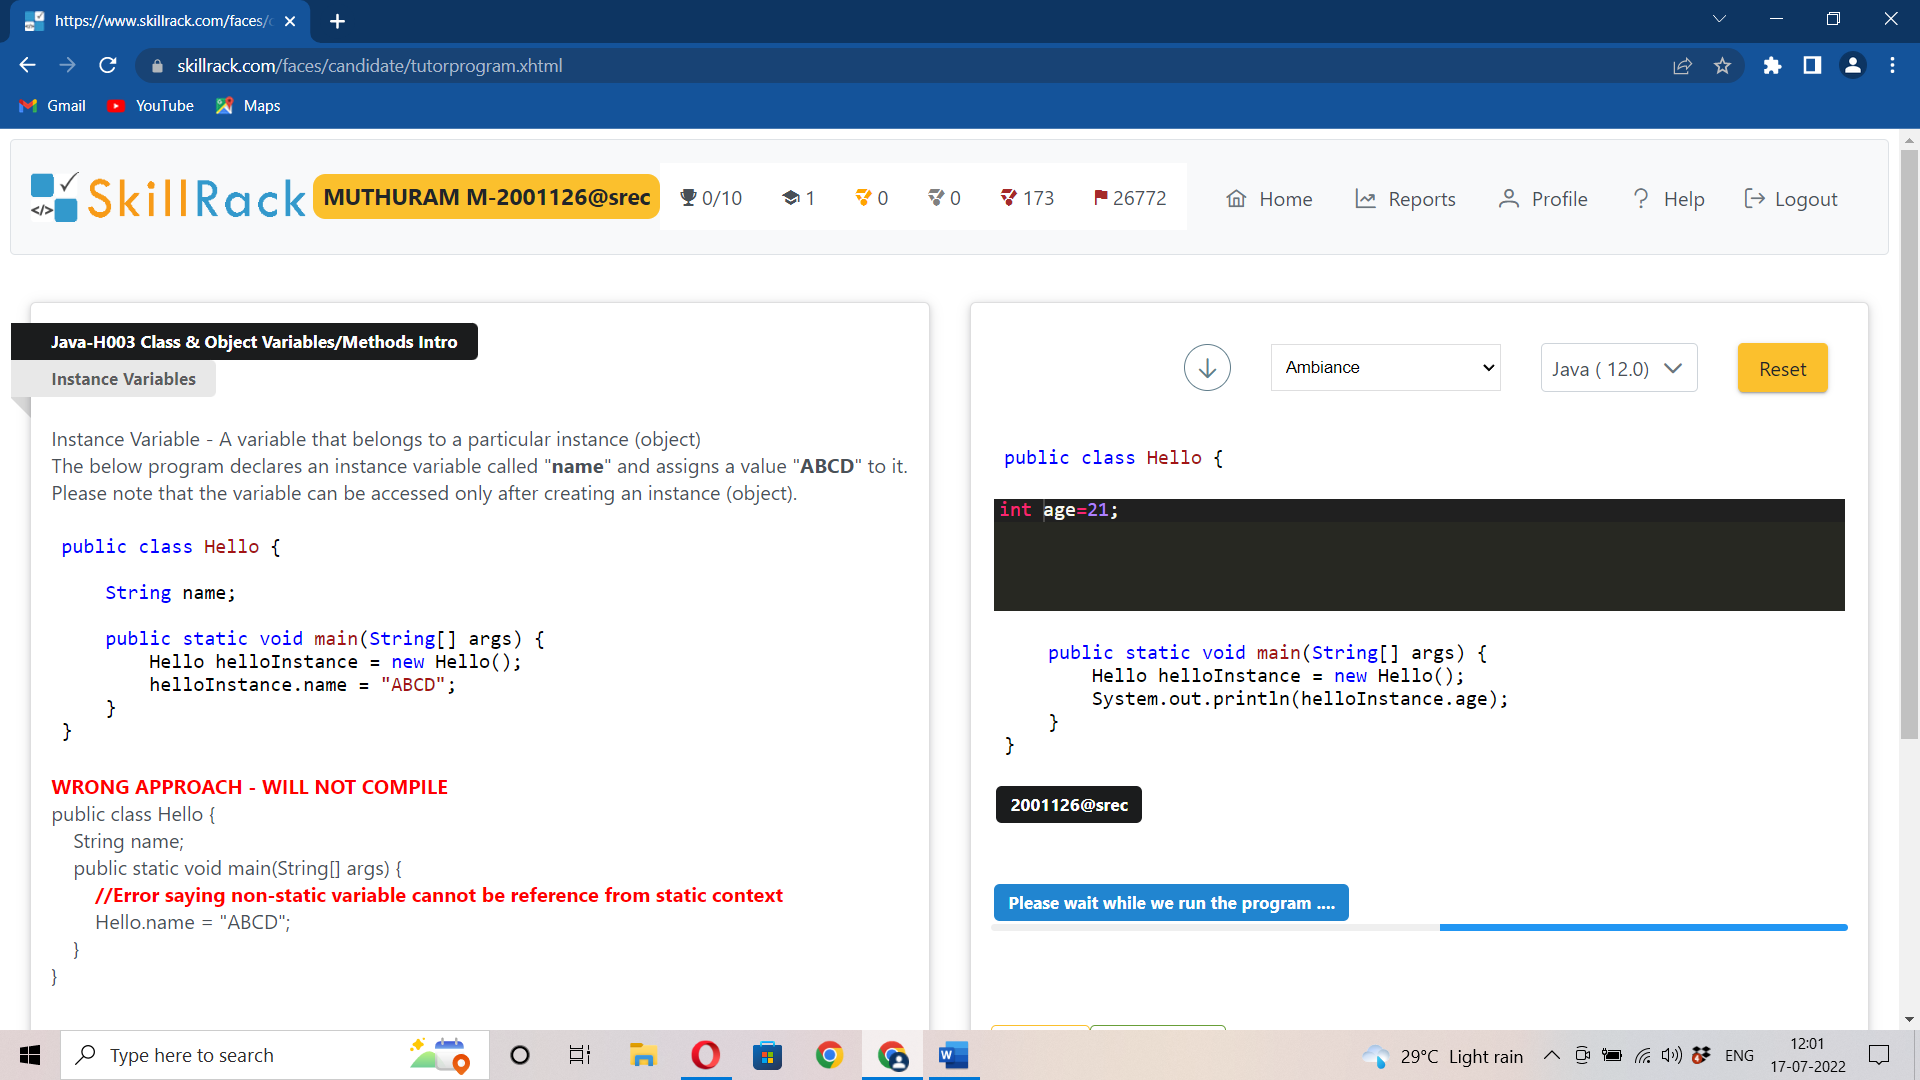 https://www.skillrack.com/faces/c
skillrack.com/faces/candidate/tutorprogram.xhtml
Gmail YouTube Maps
SkillRack MUTHURAM M-2001126@srec 0/10 1 0 0 173 26772 Home Reports Profile ? Help Logout
Java-H003 Class & Object Variables/Methods Intro
Instance Variables
Instance Variable - A variable that belongs to a particular instance (object)
The below program declares an instance variable called "name" and assigns a value "ABCD" to it.
Please note that the variable can be accessed only after creating an instance (object).
public class Hello {
String name;
public static void main(String[] args) {
Hello helloInstance = new Hello();
helloInstance.name = "ABCD";
}
}
WRONG APPROACH - WILL NOT COMPILE
public class Hello {
String name;
public static void main(String[] args) {
//Error saying non-static variable cannot be reference from static context
Hello.name = "ABCD";
}
}
Ambiance Java ( 12.0) Reset
public class Hello {
int age=21;
public static void main(String[] args) {
Hello helloInstance = new Hello();
System.out.println(helloInstance.age);
}
}
2001126@srec
Please wait while we run the program ....
Type here to search
29°C Light rain ENG
12:01
17-07-2022